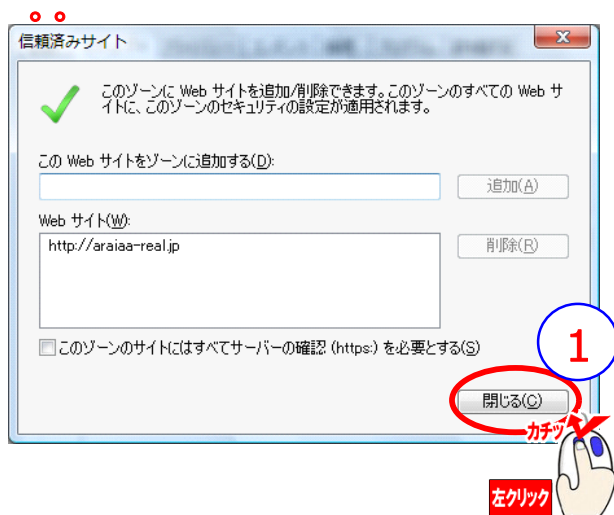 信頼済みサイト
このゾーンに Web サイトを追加/削除できます。このゾーンのすべての Web サ
イトに、このゾーンのセキュリティの設定が適用されます。
この Web サイトをゾーンに追加する(D):
追加(A)
Web サイト(W):
http://araiaa-real.jp
削除(R)
このゾーンのサイトにはすべてサーバーの確認 (https:) を必要とする(S)
1
閉じる(C)
カチッ
左クリック